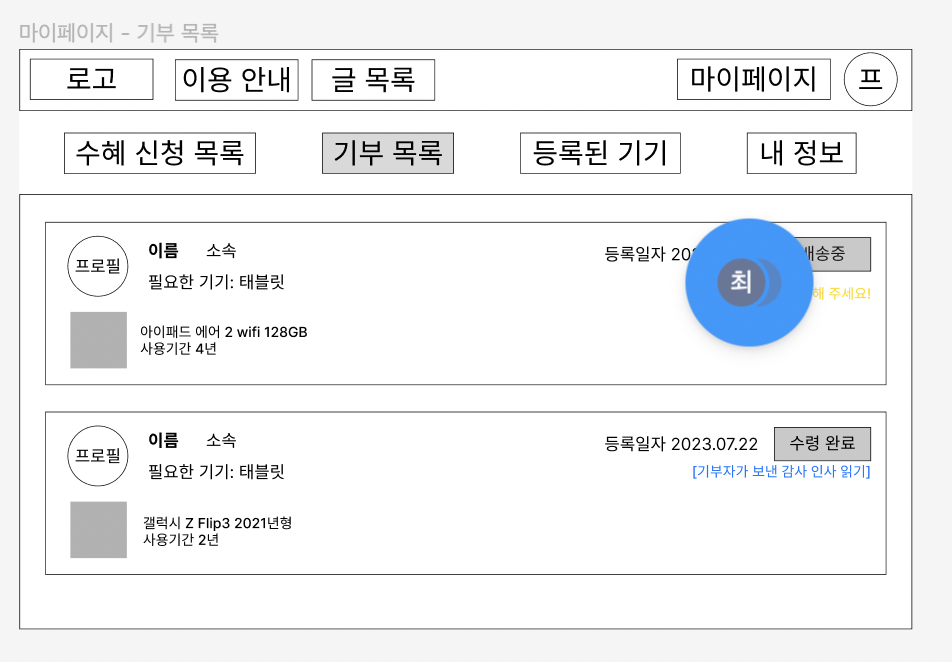 마이페이지 - 기부 목록
로고 이용 안내 글 목록 마이페이지 프
수혜 신청 목록 기부 목록 등록된 기기 내 정보
프로필
이름 소속
필요한 기기: 태블릿
아이패드 에어 2 wifi 128GB
사용기간 4년
등록일자
최
해 주세요!
프로필
이름 소속
필요한 기기: 태블릿
갤럭시 Z Flip3 2021년형
사용기간 2년
등록일자 2023.07.22 수령 완료
[기부자가 보낸 감사 인사 읽기]